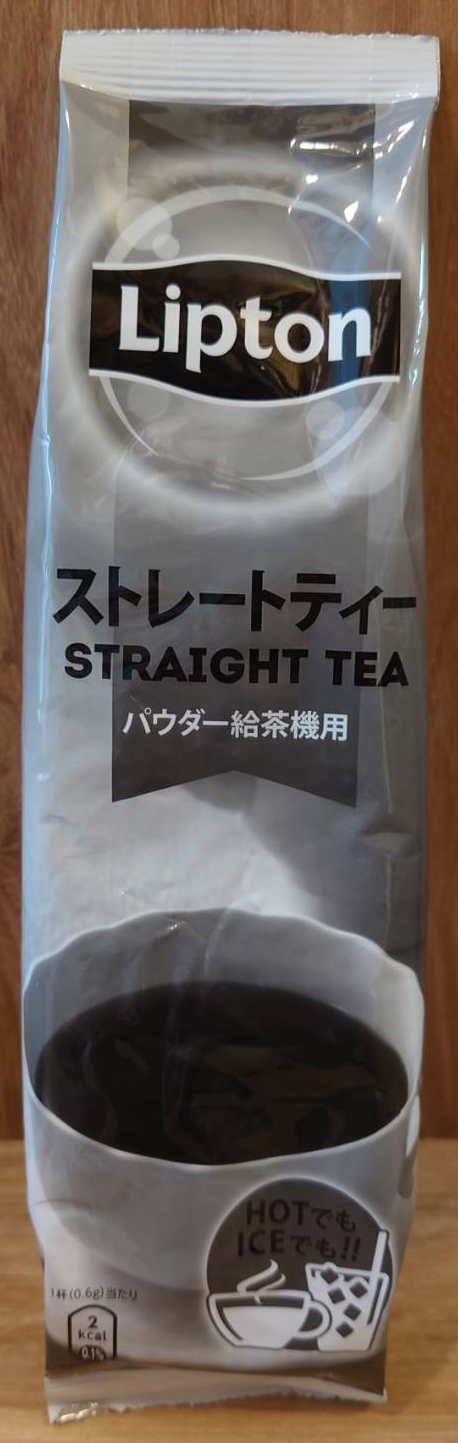 Lipton
ストレートティー
STRAIGHT TEA
パウダー給茶機用
HOTでも
ICEでも!!
1杯(0.6g)当たり
2
kcal
0.1%